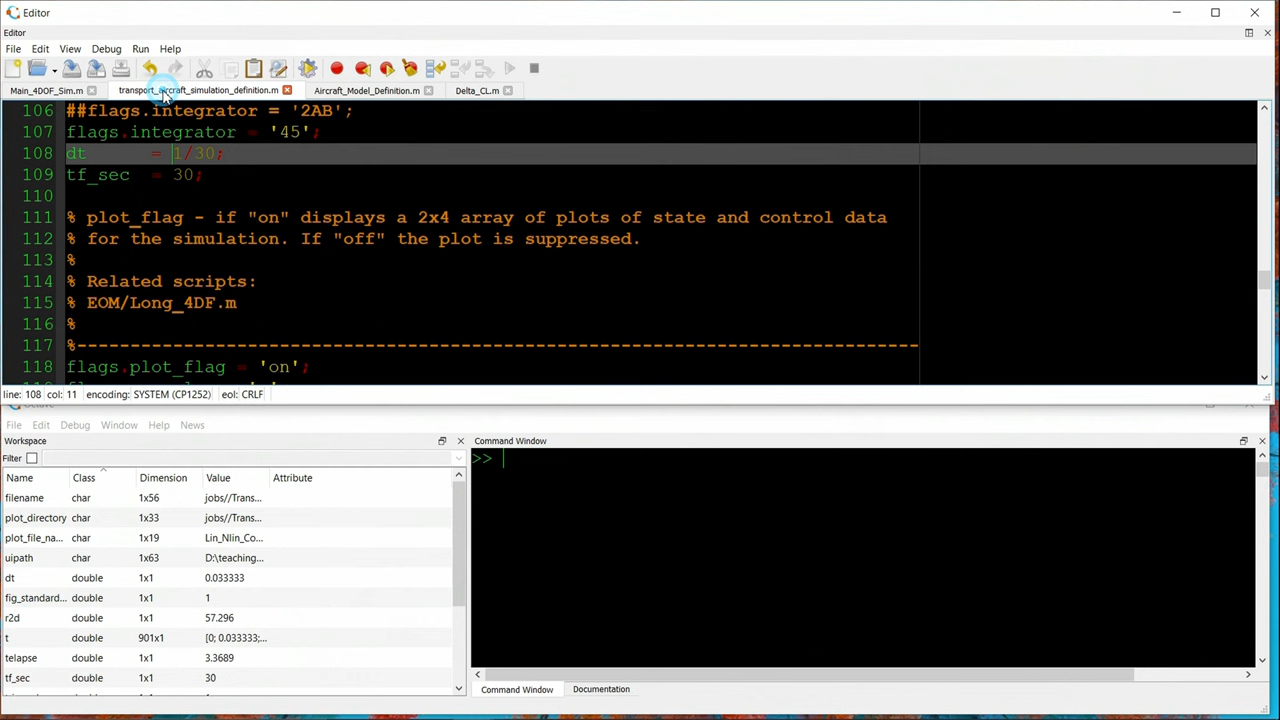 Editor
Editor
File Edit View Debug Run Help
Main_4DOF_Sim.m transport_aircraft_simulation_definition.m Aircraft_Model_Definition.m Delta_CL.m
106 ##flags.integrator = '2AB';
107 flags.integrator = '45';
108 dt = 1/30;
109 tf_sec = 30;
110
111 % plot_flag - if "on" displays a 2x4 array of plots of state and control data
112 % for the simulation. If "off" the plot is suppressed.
113 %
114 % Related scripts:
115 % EOM/Long_4DF.m
116 %
117 %------------------------------------------------------------------------------
118 flags.plot_flag = 'on';
line: 108 col: 11 encoding: SYSTEM (CP1252) eol: CRLF
File Edit Debug Window Help News
Workspace
Filter
Name Class Dimension Value Attribute
filename char 1x56 jobs//Trans...
plot_directory char 1x33 jobs//Trans...
plot_file_na... char 1x19 Lin_Nlin_Co...
uipath char 1x63 D:\teaching...
dt double 1x1 0.033333
fig_standard... double 1x1 1
r2d double 1x1 57.296
t double 901x1 [0; 0.033333;...
telapse double 1x1 3.3689
tf_sec double 1x1 30
Command Window
>>
Command Window Documentation